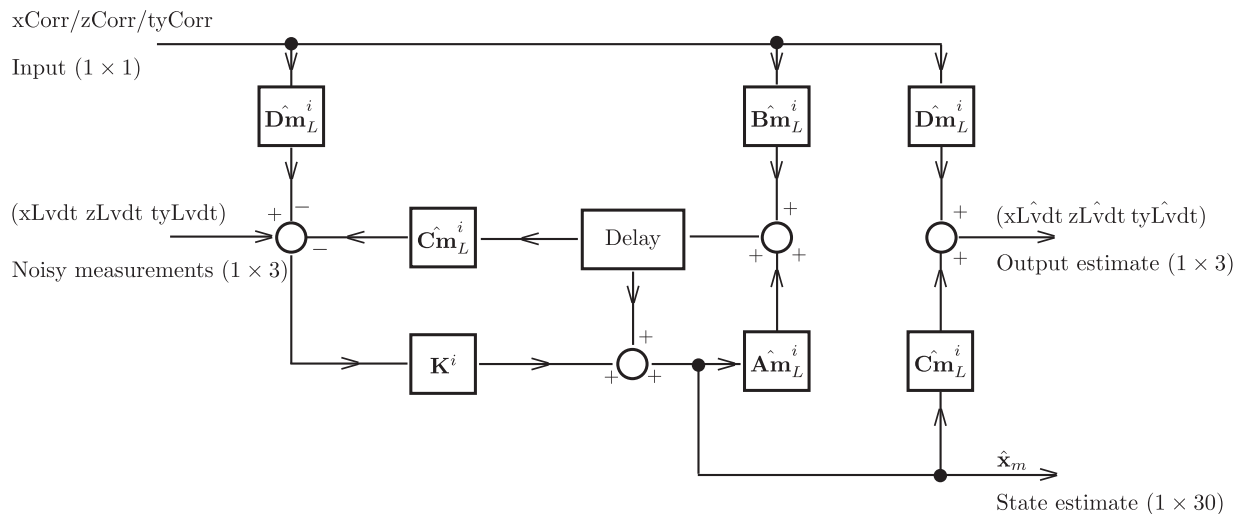 xCorr/zCorr/tyCorr
Input (1 × 1)
D̂m_L^i
B̂m_L^i
D̂m_L^i
(xLvdt zLvdt tyLvdt)
+
−
−
Noisy measurements (1 × 3)
Ĉm_L^i
Delay
+
+ +
+
+
(xLv̂dt zLv̂dt tyLv̂dt)
Output estimate (1 × 3)
K^i
+
+ +
Âm_L^i
Ĉm_L^i
x̂_m
State estimate (1 × 30)